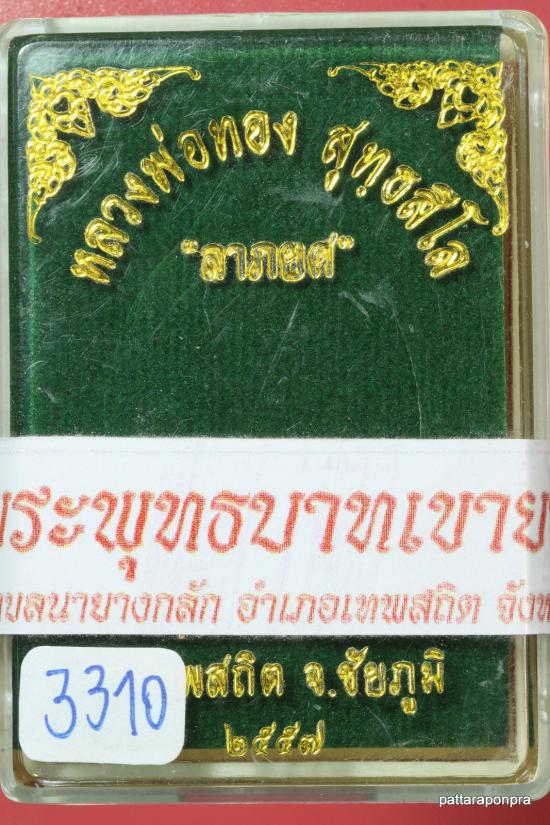 หลวงพ่อทอง สุทฺธสีโล
"ลาภยศ"
พระพุทธบาทเขาย
บลนายางกลัก อำเภอเทพสถิต จังห
พสถิต จ.ชัยภูมิ
3310
๒๕๕๗
pattaraponpra